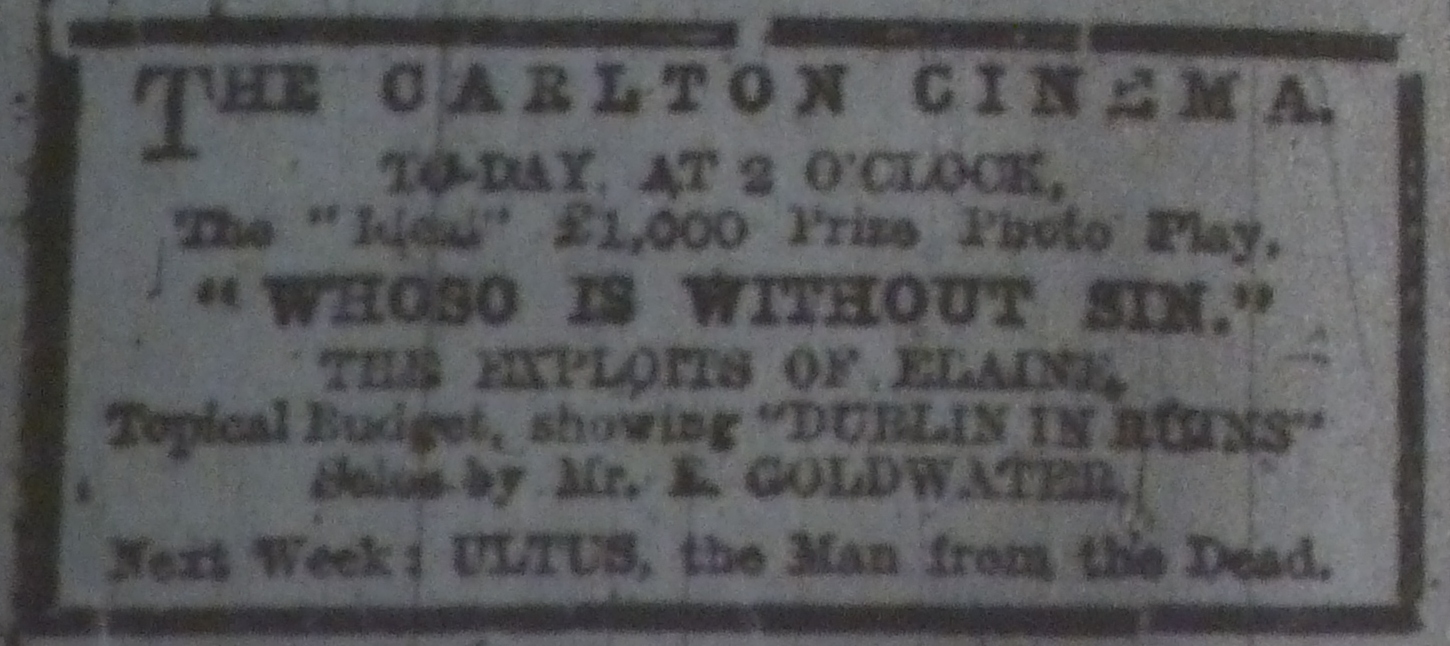 THE CARLTON CINEMA.
TO-DAY, AT 2 O'CLOCK,
The "Ideal" £1,000 Prize Photo Play,
"WHOSO IS WITHOUT SIN."
THE EXPLOITS OF ELAINE,
Topical Budget, showing "DUBLIN IN RUINS"
Solos by Mr. E. GOLDWATER,
Next Week: ULTUS, the Man from the Dead.